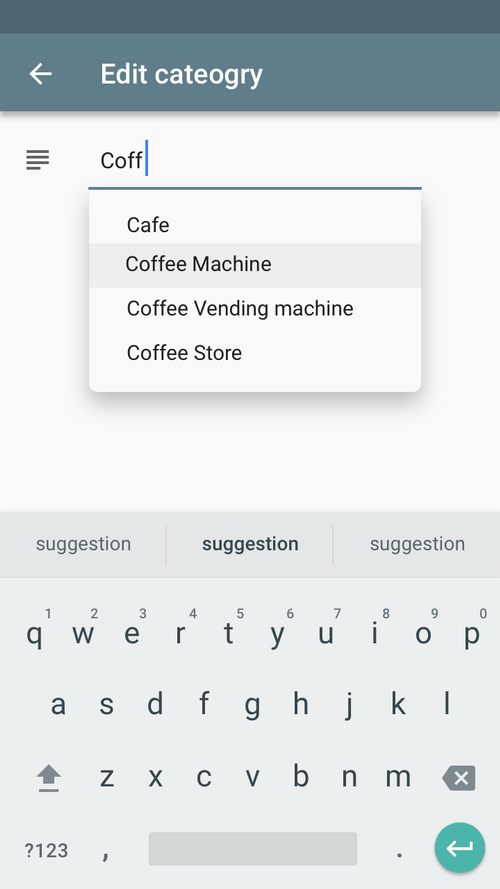 Edit cateogry
Coff
Cafe
Coffee Machine
Coffee Vending machine
Coffee Store
suggestion suggestion suggestion
1 2 3 4 5 6 7 8 9 0
q w e r t y u i o p
a s d f g h j k l
z x c v b n m
?123 , .